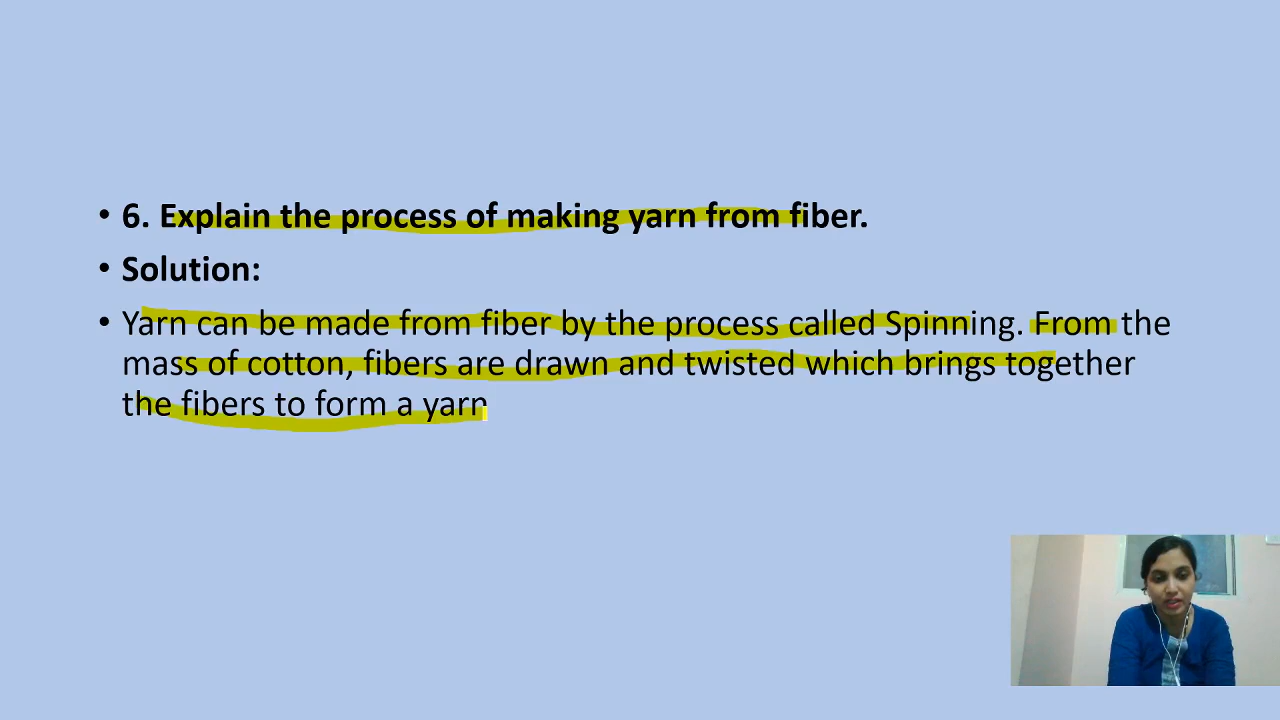 • 6. Explain the process of making yarn from fiber.
• Solution:
• Yarn can be made from fiber by the process called Spinning. From the
mass of cotton, fibers are drawn and twisted which brings together
the fibers to form a yarn